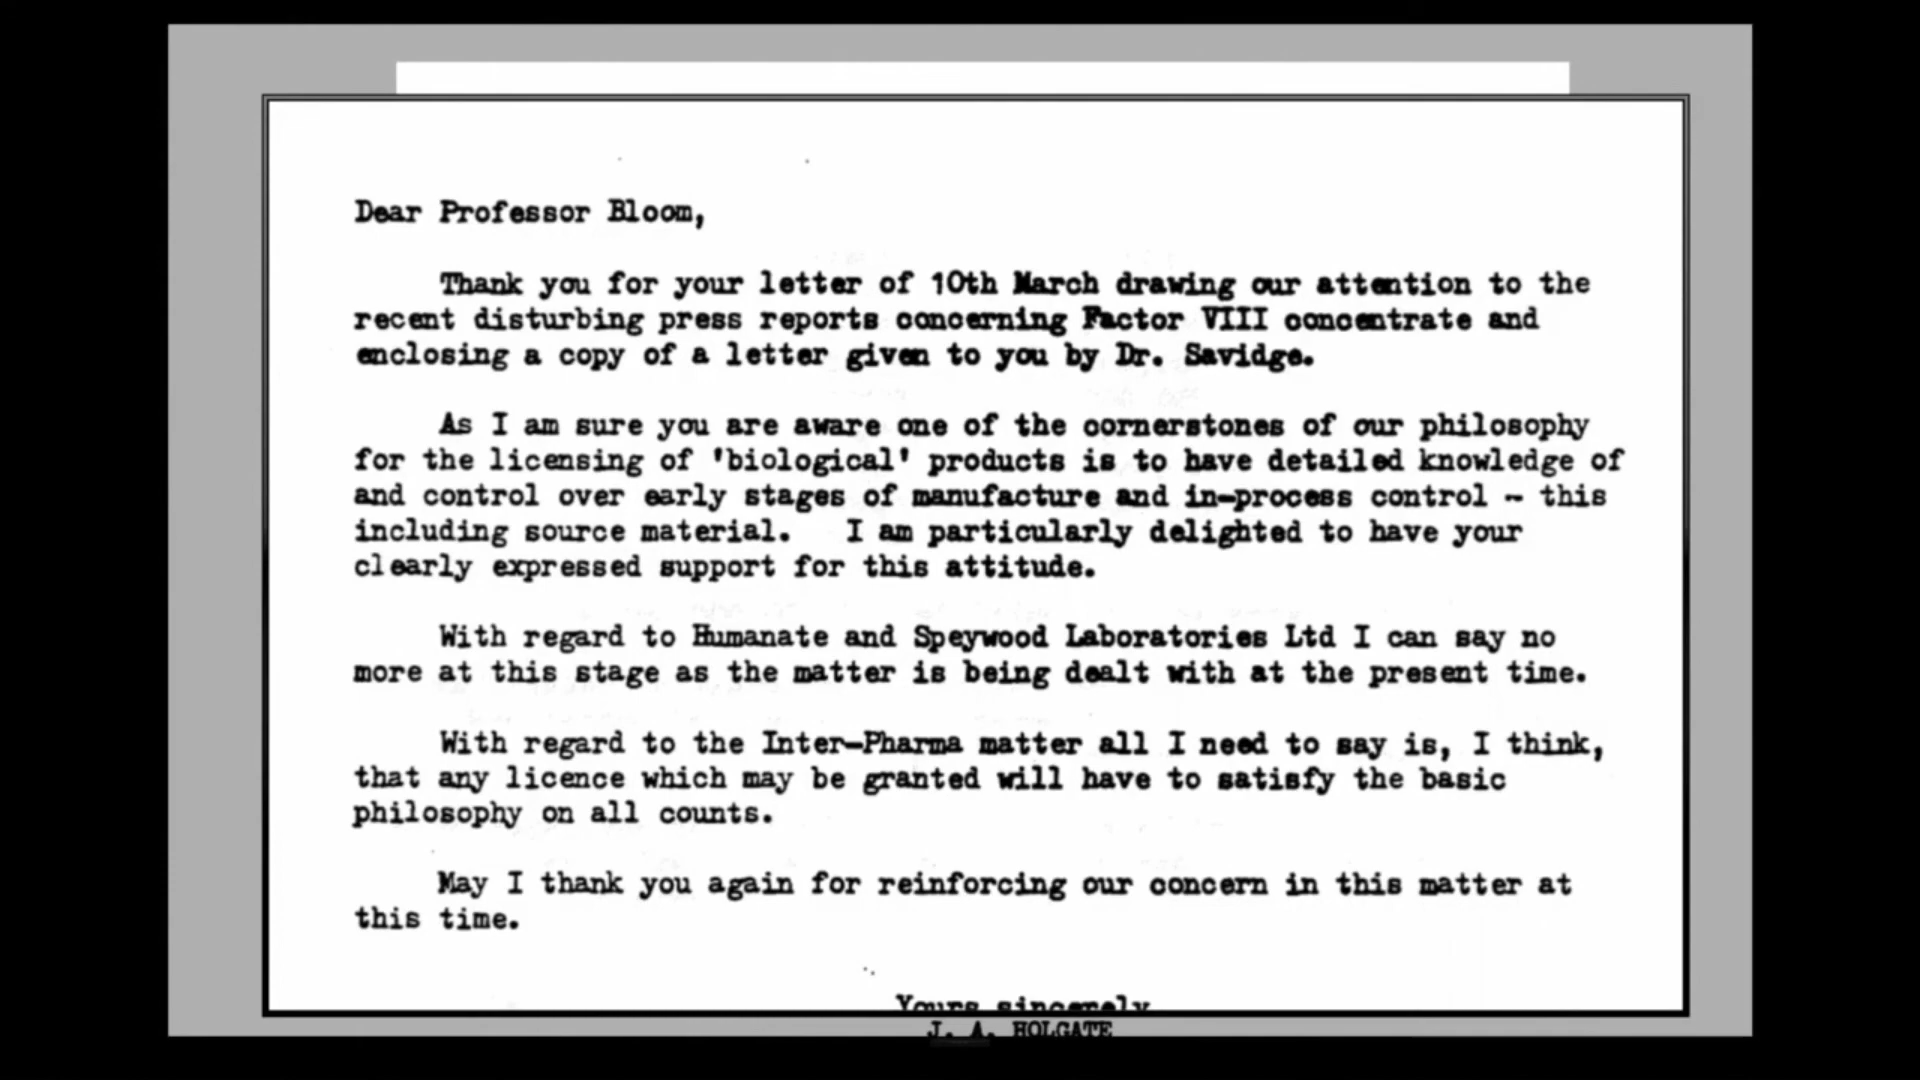 Dear Professor Bloom,
Thank you for your letter of 10th March drawing our attention to the
recent disturbing press reports concerning Factor VIII concentrate and
enclosing a copy of a letter given to you by Dr. Savidge.
As I am sure you are aware one of the cornerstones of our philosophy
for the licensing of 'biological' products is to have detailed knowledge of
and control over early stages of manufacture and in-process control - this
including source material. I am particularly delighted to have your
clearly expressed support for this attitude.
With regard to Humanate and Speywood Laboratories Ltd I can say no
more at this stage as the matter is being dealt with at the present time.
With regard to the Inter-Pharma matter all I need to say is, I think,
that any licence which may be granted will have to satisfy the basic
philosophy on all counts.
May I thank you again for reinforcing our concern in this matter at
this time.
Yours sincerely
J. A. HOLGATE